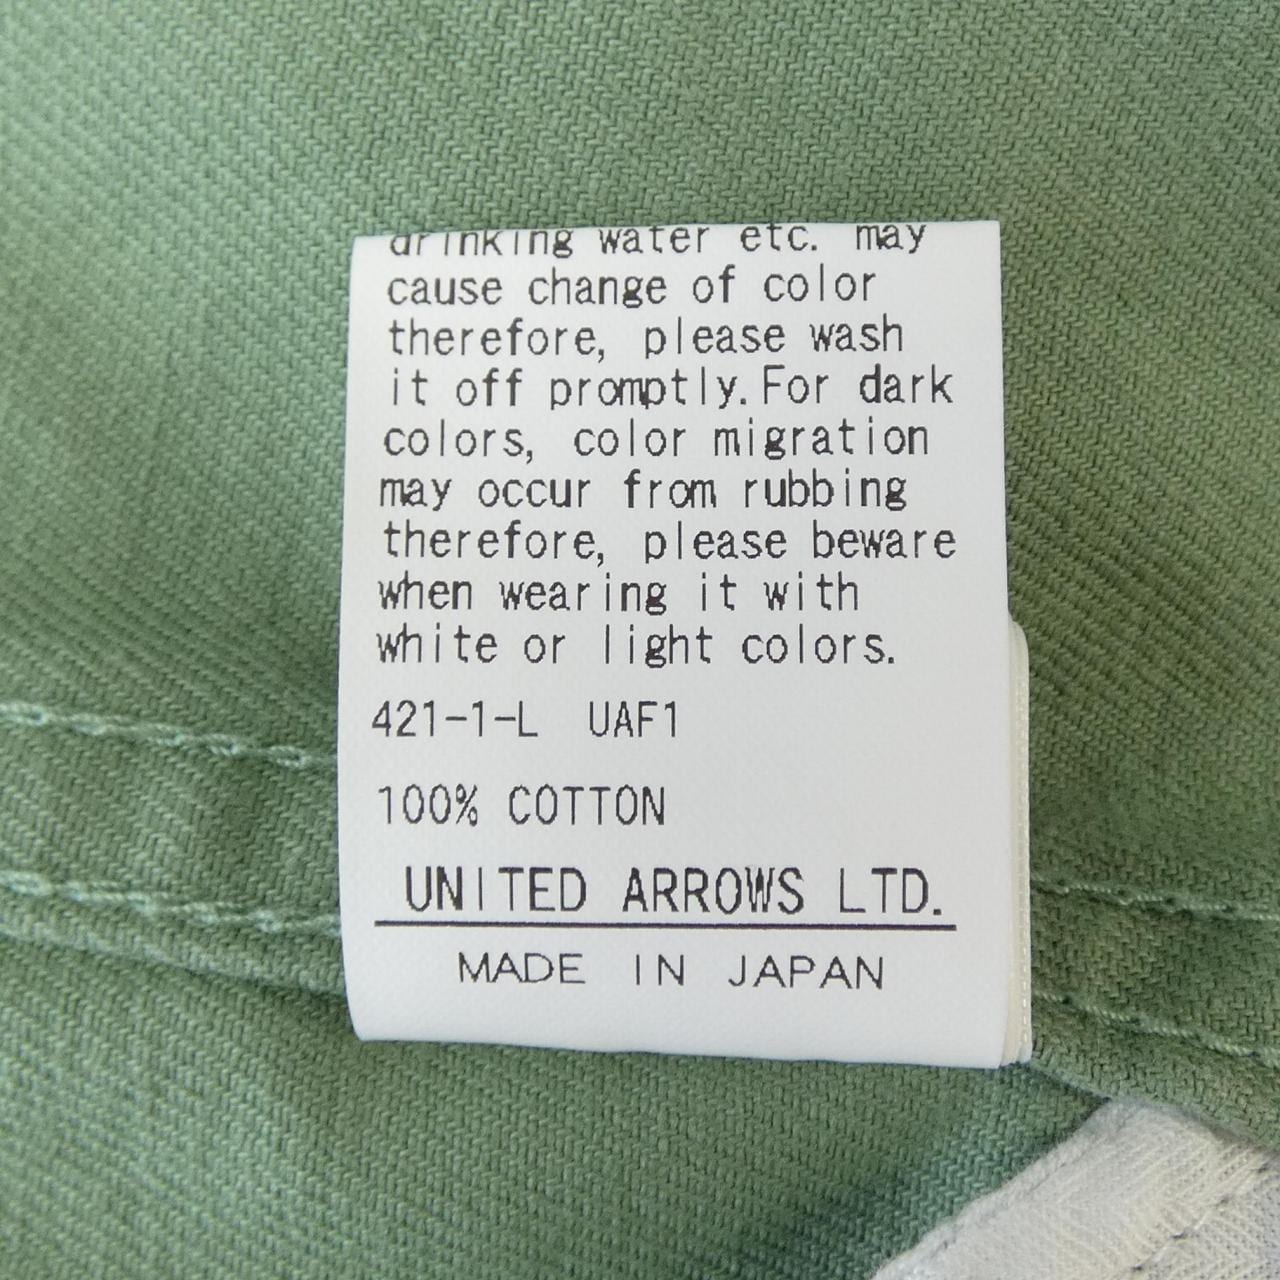 drinking water etc. may
cause change of color
therefore, please wash
it off promptly.For dark
colors, color migration
may occur from rubbing
therefore, please beware
when wearing it with
white or light colors.
421-1-L UAF1
100% COTTON
UNITED ARROWS LTD.
MADE IN JAPAN